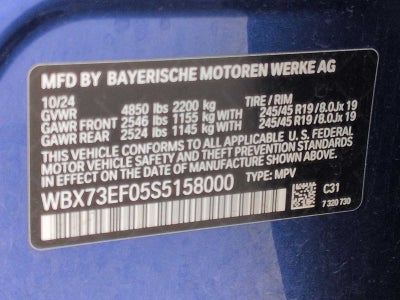 MFD BY BAYERISCHE MOTOREN WERKE AG
10/24 TIRE / RIM
GVWR 4850 lbs 2200 kg
GAWR FRONT 2546 lbs 1155 kg 245/45 R19 / 8.0Jx 19
GAWR REAR 2524 lbs 1145 kg 245/45 R19 / 8.0Jx 19
THIS VEHICLE CONFORMS TO ALL APPLICABLE U.S. FEDERAL
MOTOR VEHICLE SAFETY AND THEFT PREVENTION STANDARDS
IN EFFECT ON THE DATE OF MANUFACTURE SHOWN ABOVE.
WBX73EF05S5158000 TYPE: MPV
C31
7 320 730